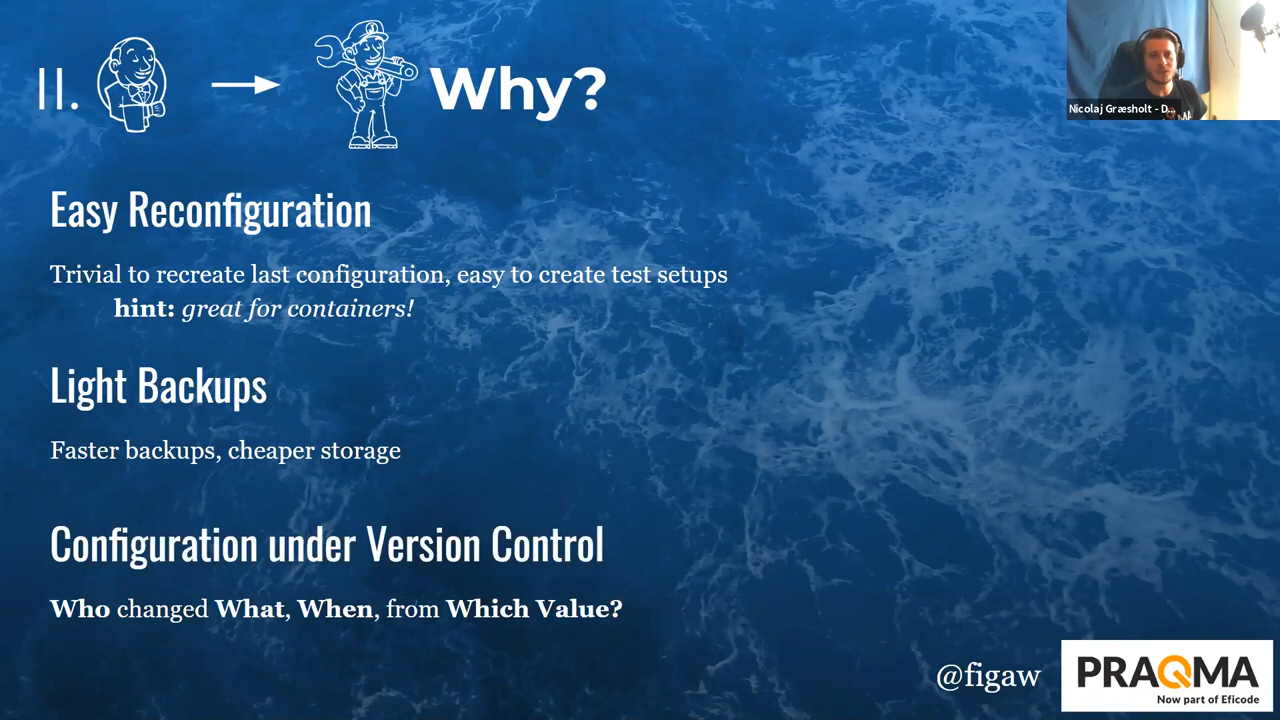 II. Why?
Nicolaj Græsholt - D...
Easy Reconfiguration
Trivial to recreate last configuration, easy to create test setups
hint: great for containers!
Light Backups
Faster backups, cheaper storage
Configuration under Version Control
Who changed What, When, from Which Value?
@figaw
PRAQMA
Now part of Eficode